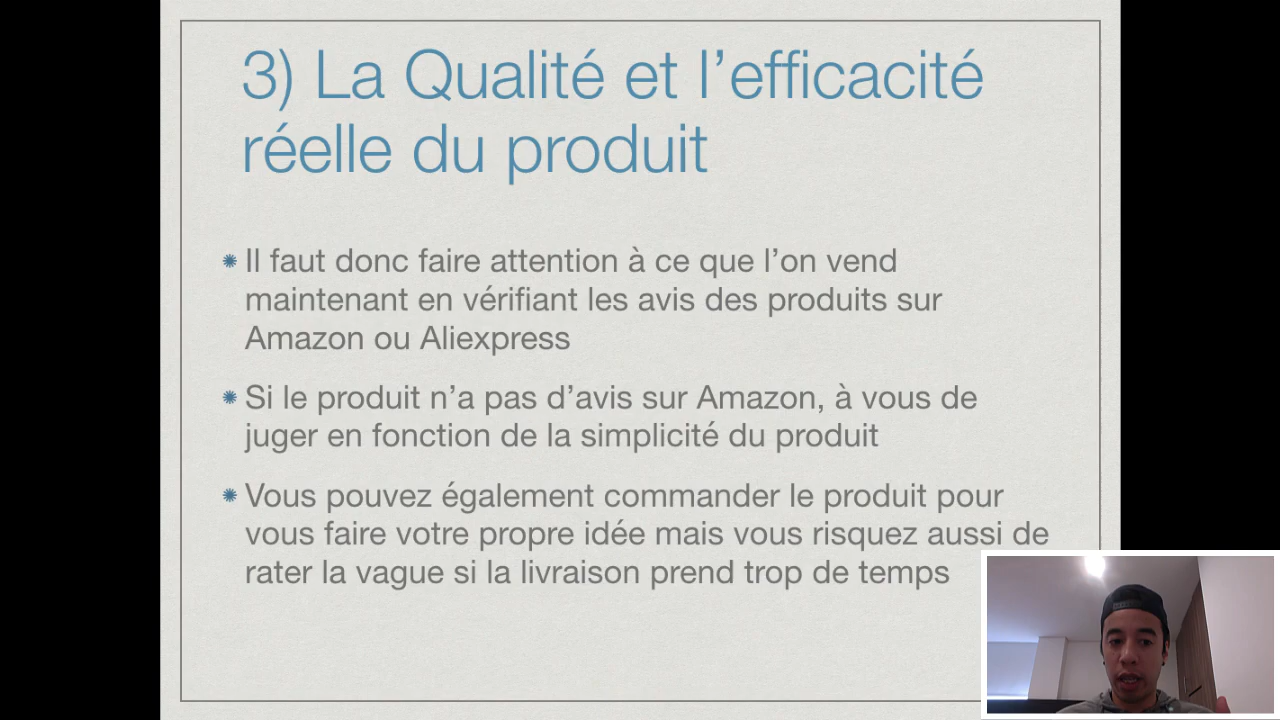 3) La Qualité et l’efficacité
réelle du produit
Il faut donc faire attention à ce que l’on vend
maintenant en vérifiant les avis des produits sur
Amazon ou Aliexpress
Si le produit n’a pas d’avis sur Amazon, à vous de
juger en fonction de la simplicité du produit
Vous pouvez également commander le produit pour
vous faire votre propre idée mais vous risquez aussi de
rater la vague si la livraison prend trop de temps